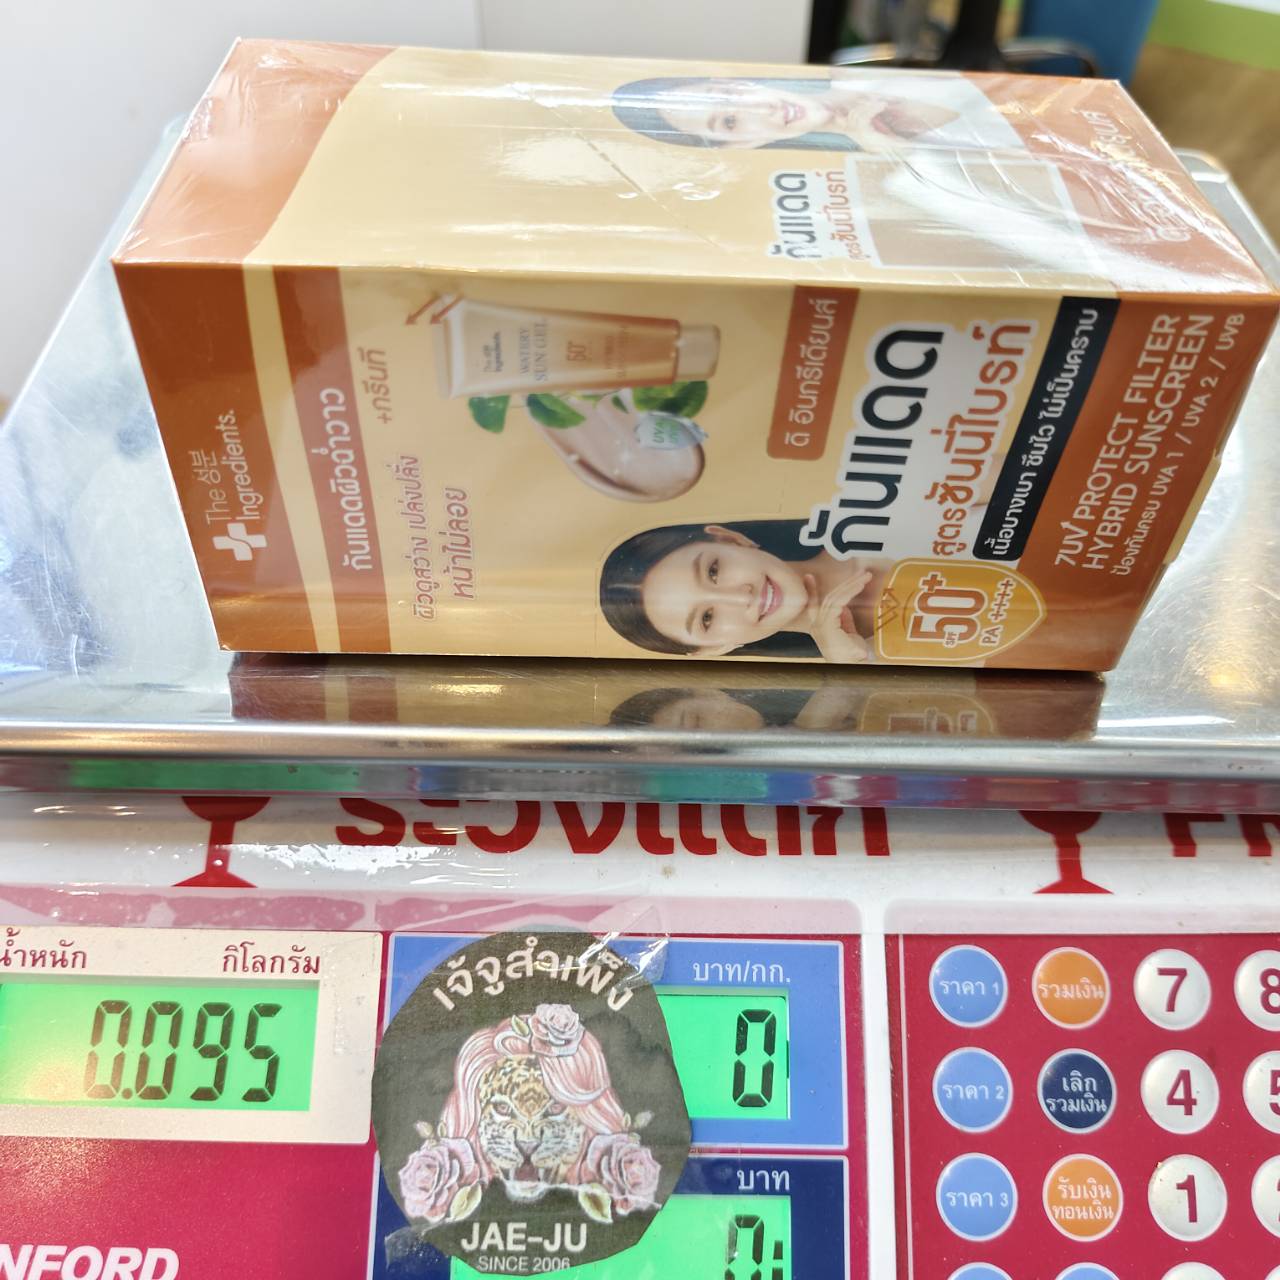 กันแดด
สูตรซันนี่ไบรท์
The 성분
Ingredients.
กันแดดผิวฉ่ำวาว
+กรีนที
ผิวดูสว่าง เปล่งปลั่ง
หน้าไม่ลอย
The 성분
Ingredients.
WATERY
SUN GEL
50+
UVA
ดิ อินกรีเดียนส์
กันแดด
สูตรซันนี่ไบรท์
เนื้อบางเบา ซึมไว ไม่เป็นคราบ
SPF 50+
PA ++++
7UV PROTECT FILTER
HYBRID SUNSCREEN
ป้องกันครบ UVA 1 / UVA 2 / UVB
ระวังแตก
น้ำหนัก
กิโลกรัม
0.095
บาท/กก.
0
บาท
เจ้จูสำเพ็ง
JAE-JU
SINCE 2006
ราคา 1
รวมเงิน
7
8
ราคา 2
เลิก
รวมเงิน
4
5
ราคา 3
รับเงิน
ทอนเงิน
1
2
NFORD